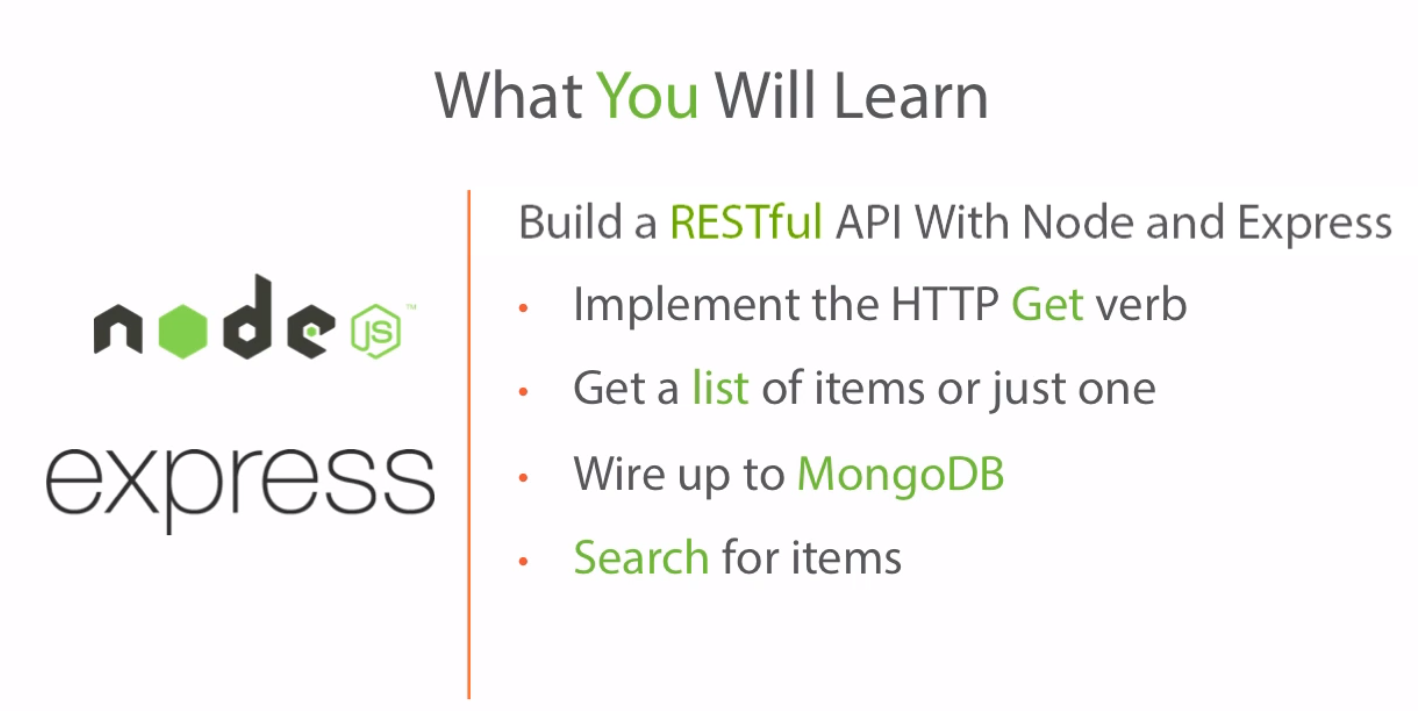 What You Will Learn
node JS™
express
Build a RESTful API With Node and Express
• Implement the HTTP Get verb
• Get a list of items or just one
• Wire up to MongoDB
• Search for items